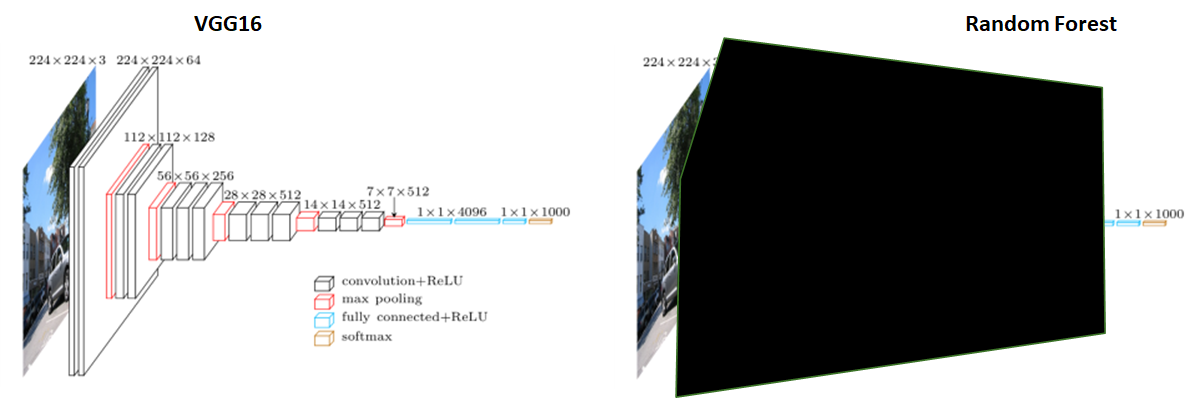 VGG16
224×224×3
224×224×64
112×112×128
56×56×256
28×28×512
14×14×512
7×7×512
1×1×4096
1×1×1000
convolution+ReLU
max pooling
fully connected+ReLU
softmax
Random Forest
224×224×
1×1×1000